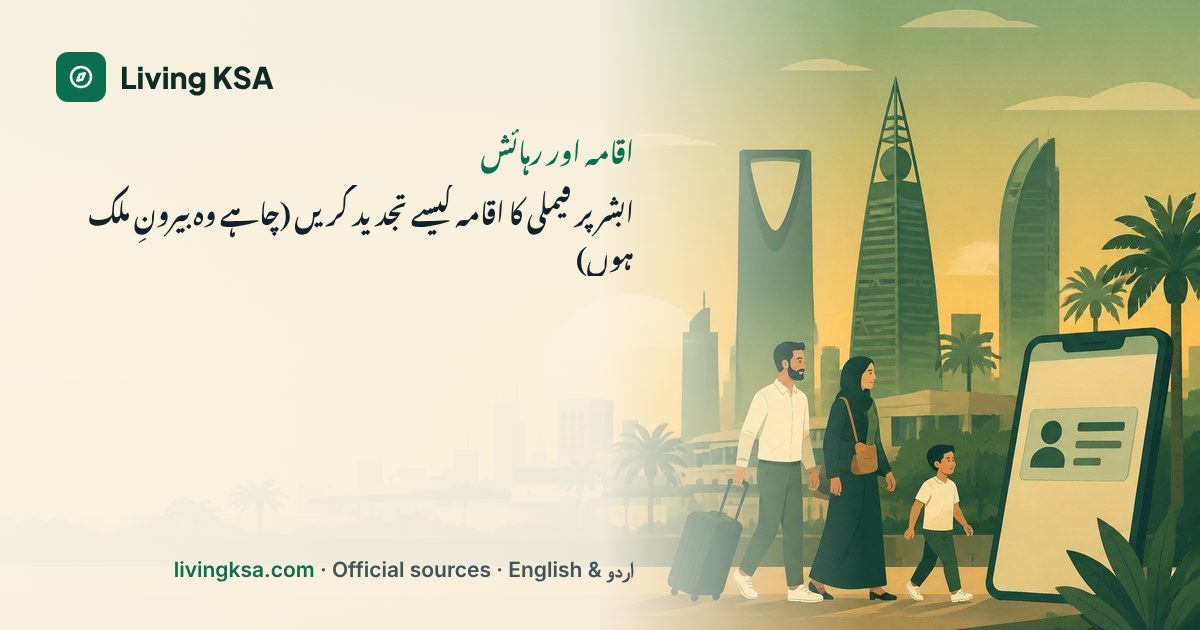 Living KSA
اقامہ اور رہائش
ابشر پر فیملی کا اقامہ کیسے تجدید کریں (چاہے وہ بیرونِ ملک
ہوں)
livingksa.com · Official sources · English & اردو